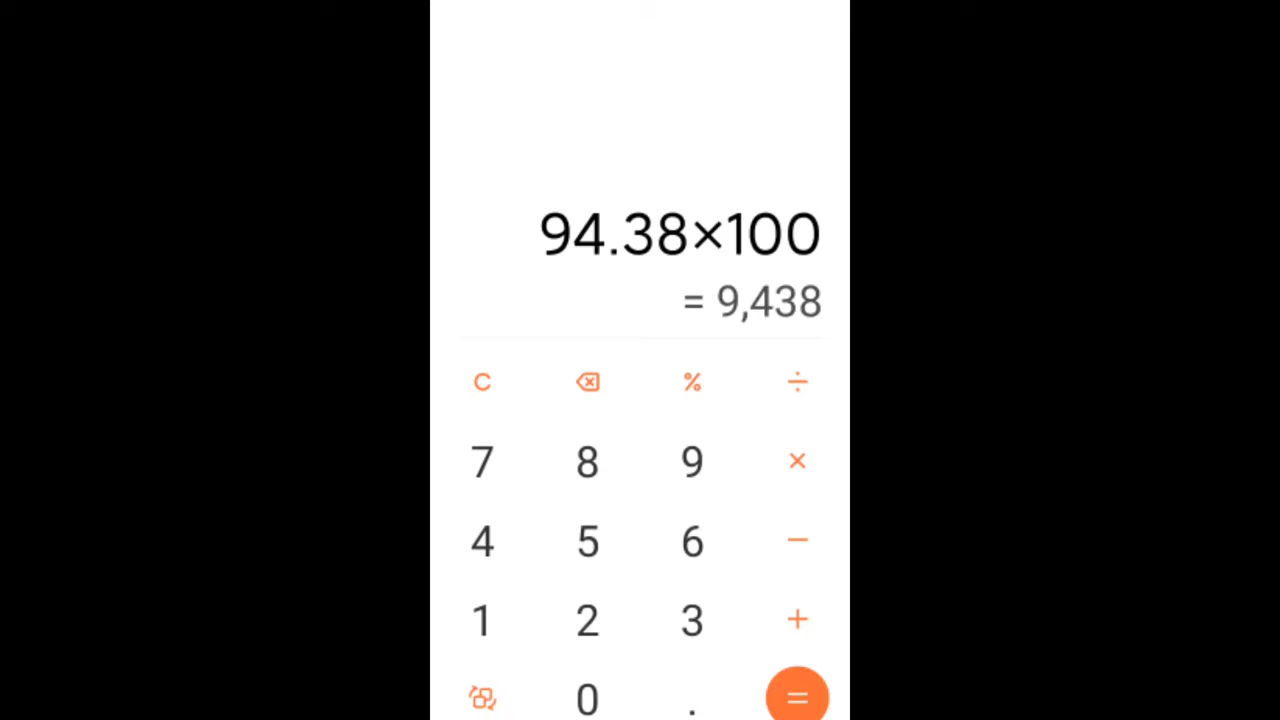 94.38×100
= 9,438
C % ÷
7 8 9 ×
4 5 6 −
1 2 3 +
0 . =